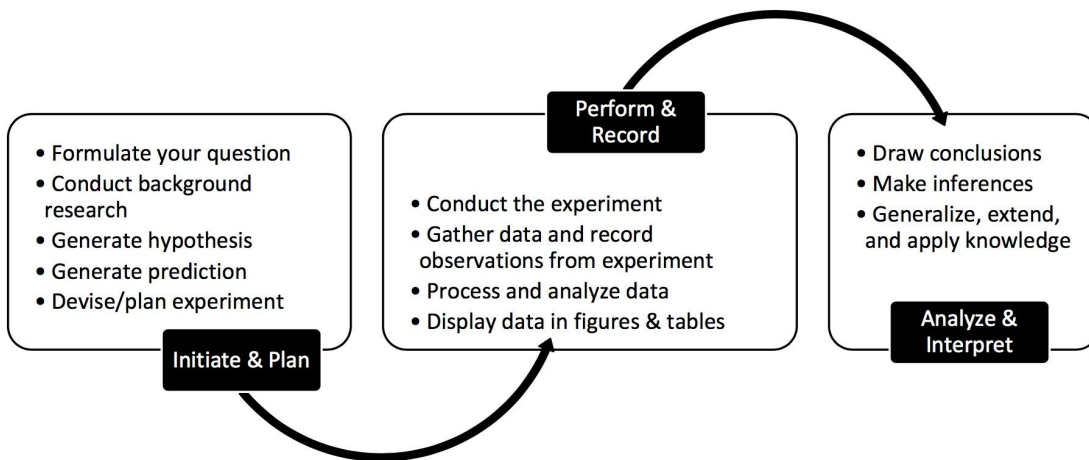 • Formulate your question
• Conduct background
research
• Generate hypothesis
• Generate prediction
• Devise/plan experiment
Initiate & Plan
Perform &
Record
• Conduct the experiment
• Gather data and record
observations from experiment
• Process and analyze data
• Display data in figures & tables
• Draw conclusions
• Make inferences
• Generalize, extend,
and apply knowledge
Analyze &
Interpret